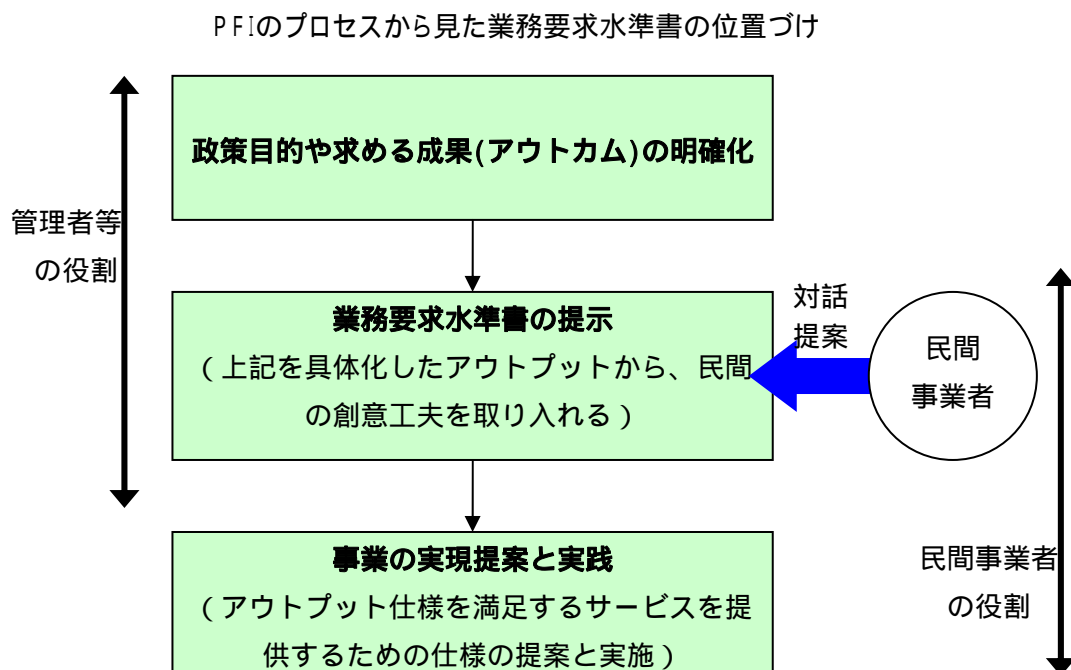 PFIのプロセスから見た業務要求水準書の位置づけ
政策目的や求める成果(アウトカム)の明確化
管理者等
の役割
業務要求水準書の提示
（上記を具体化したアウトプットから、民間
の創意工夫を取り入れる）
対話
提案
民間
事業者
事業の実現提案と実践
（アウトプット仕様を満足するサービスを提
供するための仕様の提案と実施）
民間事業者
の役割